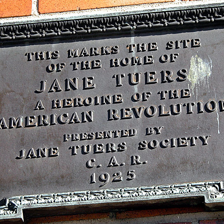 THIS MARKS THE SITE
OF THE HOME OF
JANE TUERS
A HEROINE OF THE
AMERICAN REVOLUTION
PRESENTED BY
JANE TUERS SOCIETY
C. A. R.
1925